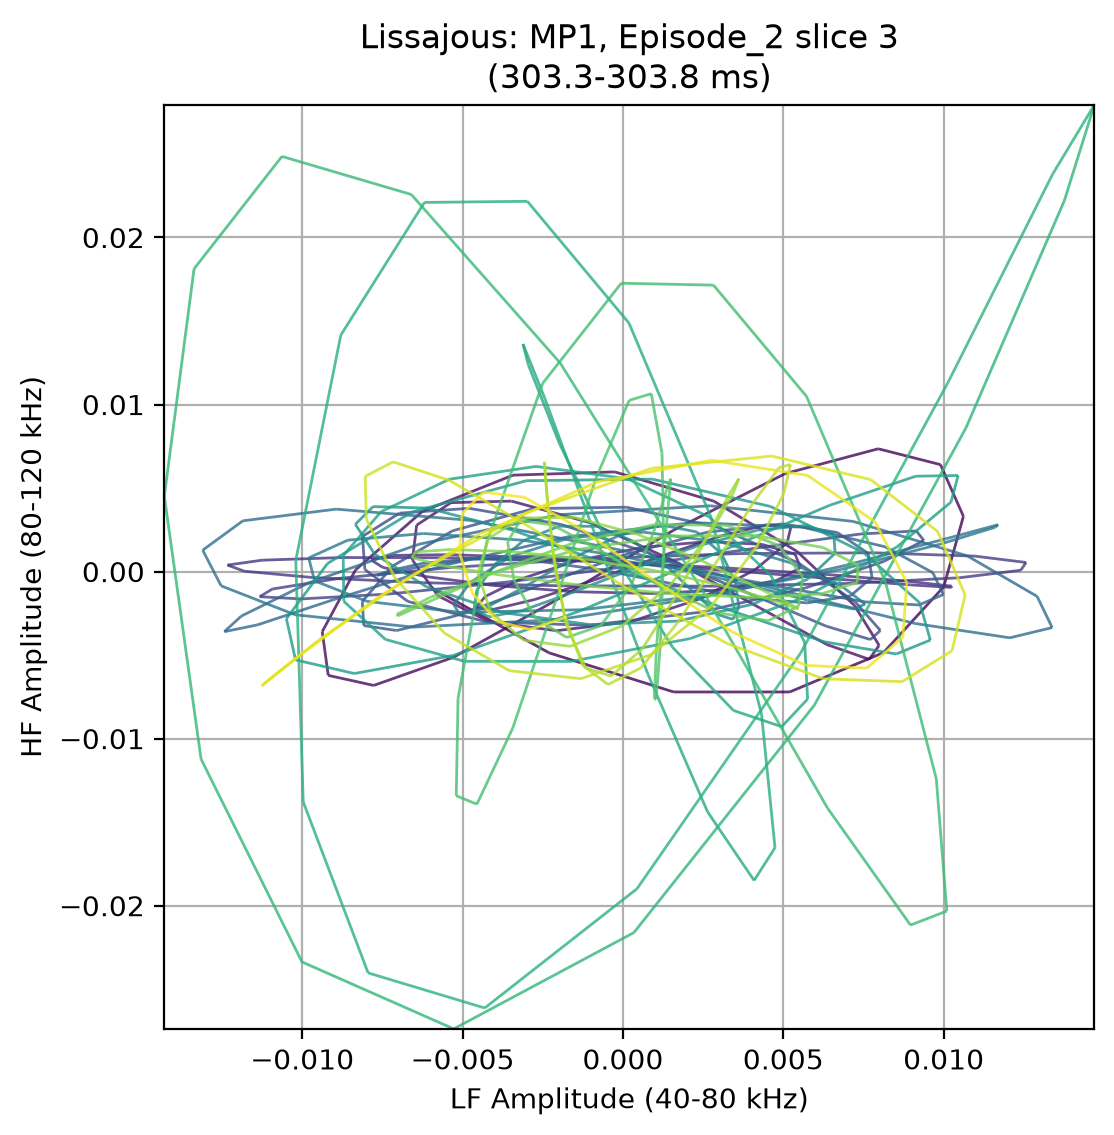 Lissajous: MP1, Episode_2 slice 3
(303.3-303.8 ms)
HF Amplitude (80-120 kHz)
0.02
0.01
0.00
−0.01
−0.02
−0.010
−0.005
0.000
0.005
0.010
LF Amplitude (40-80 kHz)